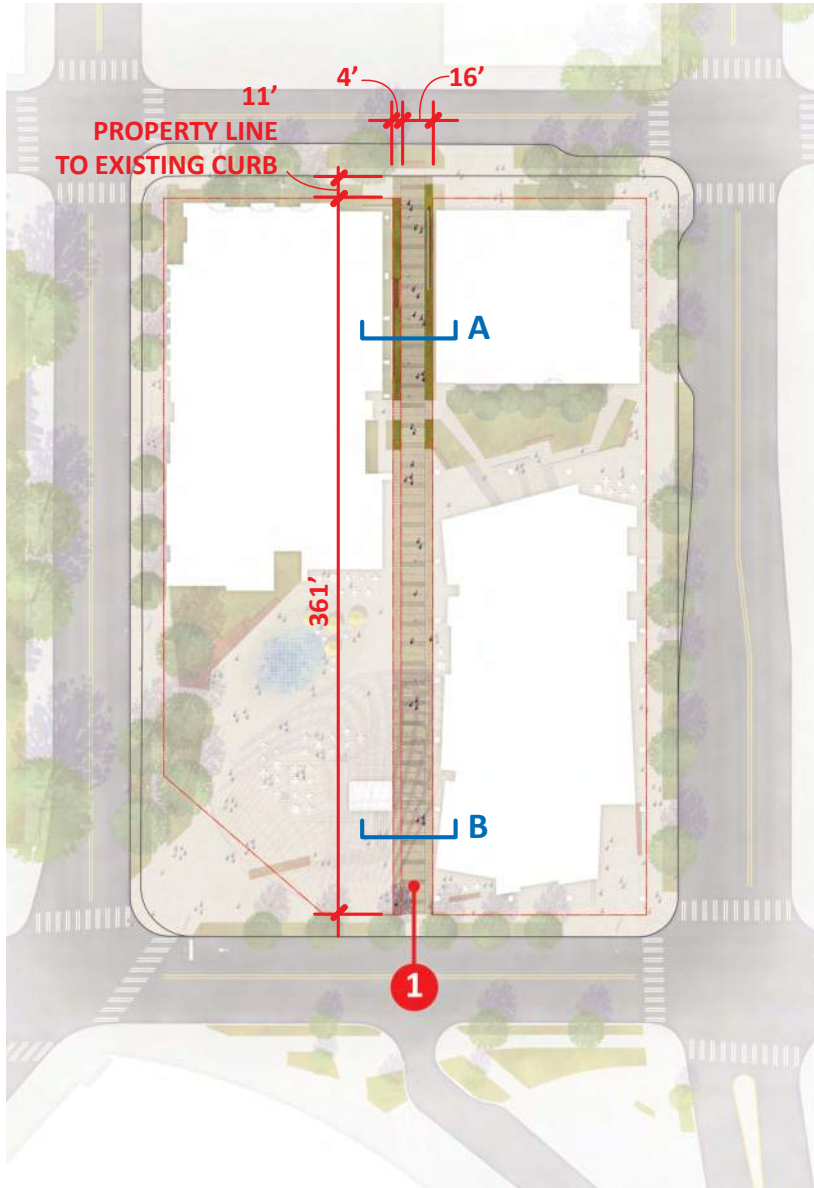 4’
16’
11’
PROPERTY LINE
TO EXISTING CURB
A
361’
B
1